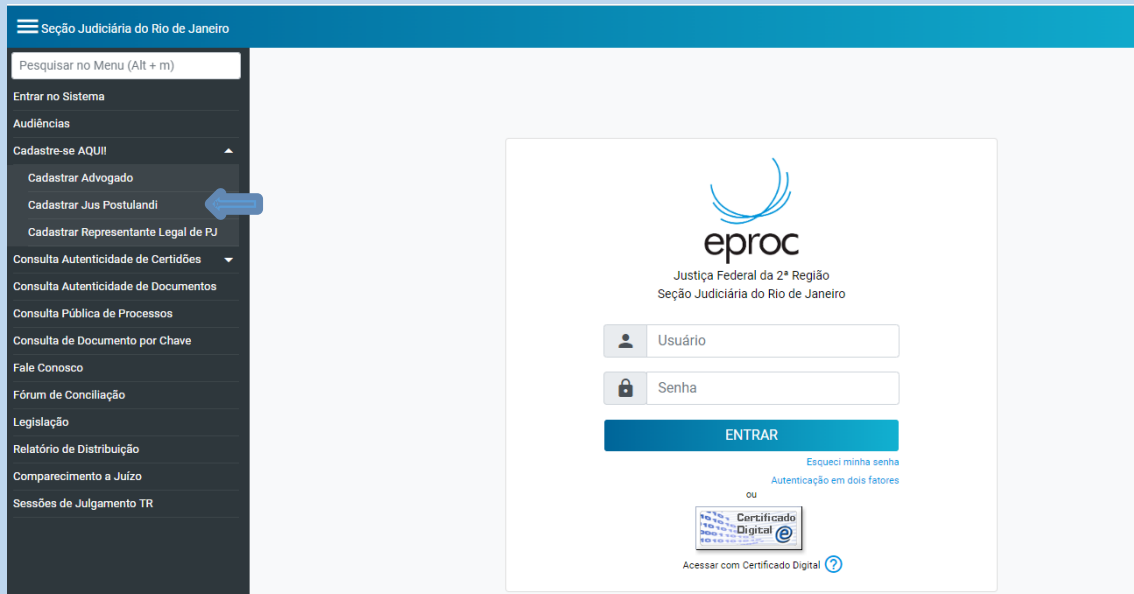 Seção Judiciária do Rio de Janeiro
Pesquisar no Menu (Alt + m)
Entrar no Sistema
Audiências
Cadastre-se AQUI!
Cadastrar Advogado
Cadastrar Jus Postulandi
Cadastrar Representante Legal de PJ
Consulta Autenticidade de Certidões
Consulta Autenticidade de Documentos
Consulta Pública de Processos
Consulta de Documento por Chave
Fale Conosco
Fórum de Conciliação
Legislação
Relatório de Distribuição
Comparecimento a Juízo
Sessões de Julgamento TR
eproc
Justiça Federal da 2ª Região
Seção Judiciária do Rio de Janeiro
Usuário
Senha
ENTRAR
Esqueci minha senha
Autenticação em dois fatores
ou
Certificado
Digital e
Acessar com Certificado Digital ?